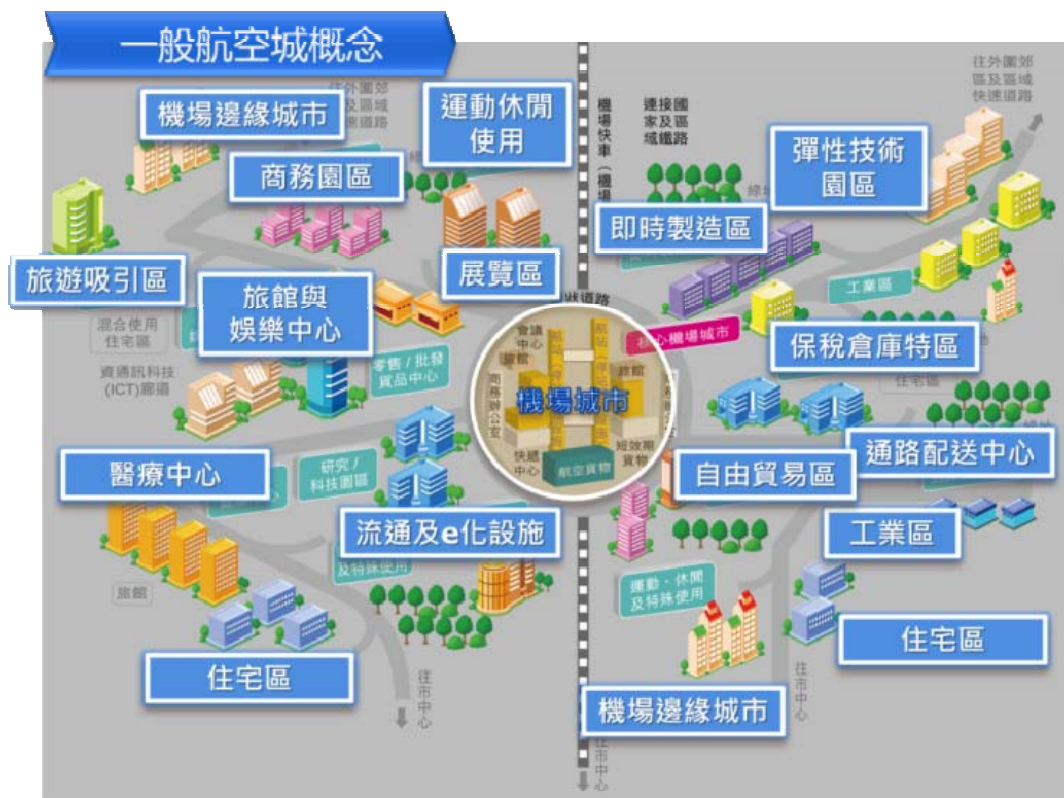 一般航空城概念
往外圍郊
區及區域
快速道路
機場邊緣城市
運動休閒
使用
商務園區
機場快車
連接國
家及區
域鐵路
往外圍郊
區及區域
快速道路
彈性技術
園區
即時製造區
旅遊吸引區
旅館與
娛樂中心
展覽區
工業區
混合使用
住宅區
核心機場城市
保稅倉庫特區
住宅區
資通訊科技
(ICT)廊道
零售/批發
貨品中心
會議
中心
旅館
旅館
商務辦公室
機場城市
快遞
中心
短效期
貨物
航空貨物
醫療中心
研究/
科技園區
自由貿易區
通路配送中心
流通及e化設施
及特殊使用
工業區
旅館
運動、休閒
及特殊使用
住宅區
住宅區
機場邊緣城市
往市中心
往市中心
往市中心